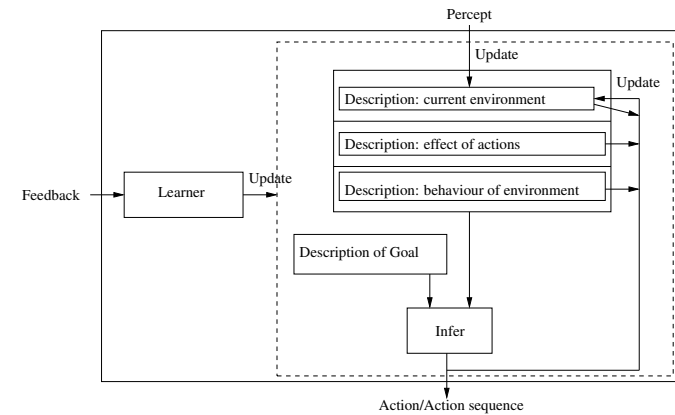 Percept
Update
Update
Description: current environment
Description: effect of actions
Description: behaviour of environment
Feedback
Learner
Update
Description of Goal
Infer
Action/Action sequence